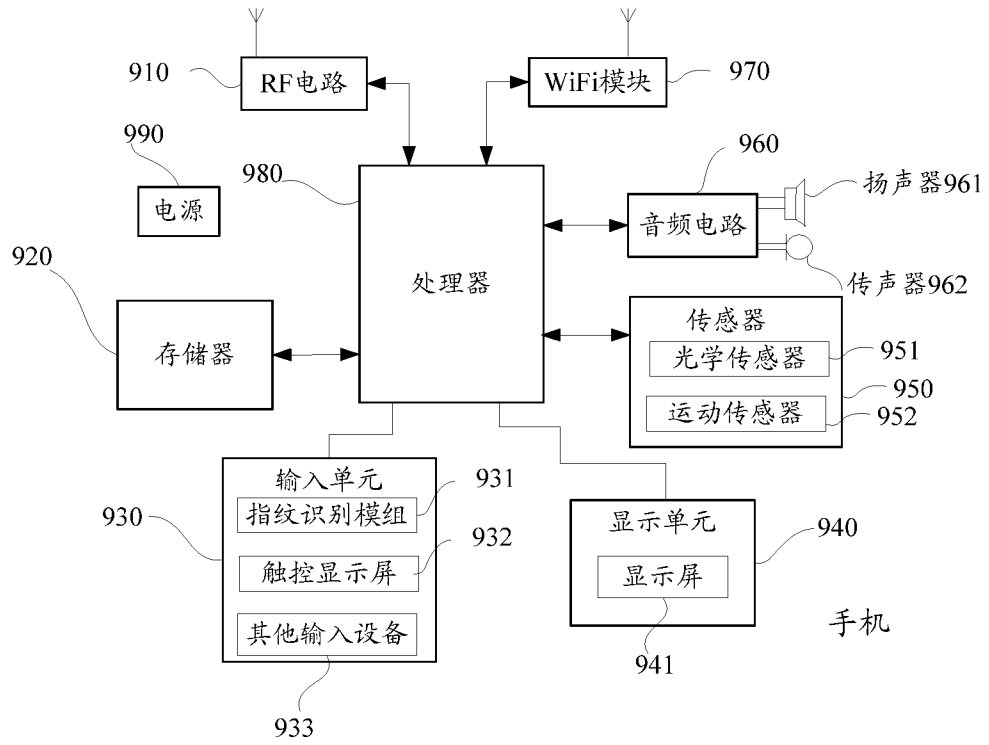 910
RF电路
WiFi模块
970
990
980
960
扬声器961
电源
音频电路
920
处理器
传声器962
存储器
传感器
光学传感器
951
950
运动传感器
952
输入单元
931
930
指纹识别模组
932
显示单元
940
触控显示屏
显示屏
其他输入设备
手机
941
933